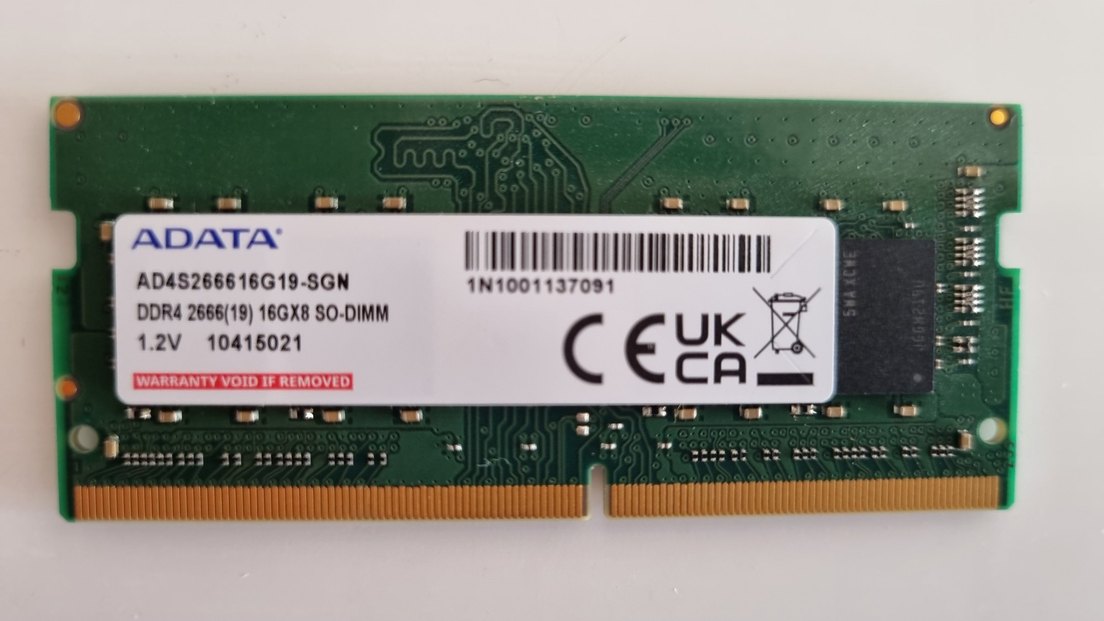 ADATA
AD4S266616G19-SGN
DDR4 2666(19) 16GX8 SO-DIMM
1.2V 10415021
WARRANTY VOID IF REMOVED
1N1001137091
CE
UK
CA